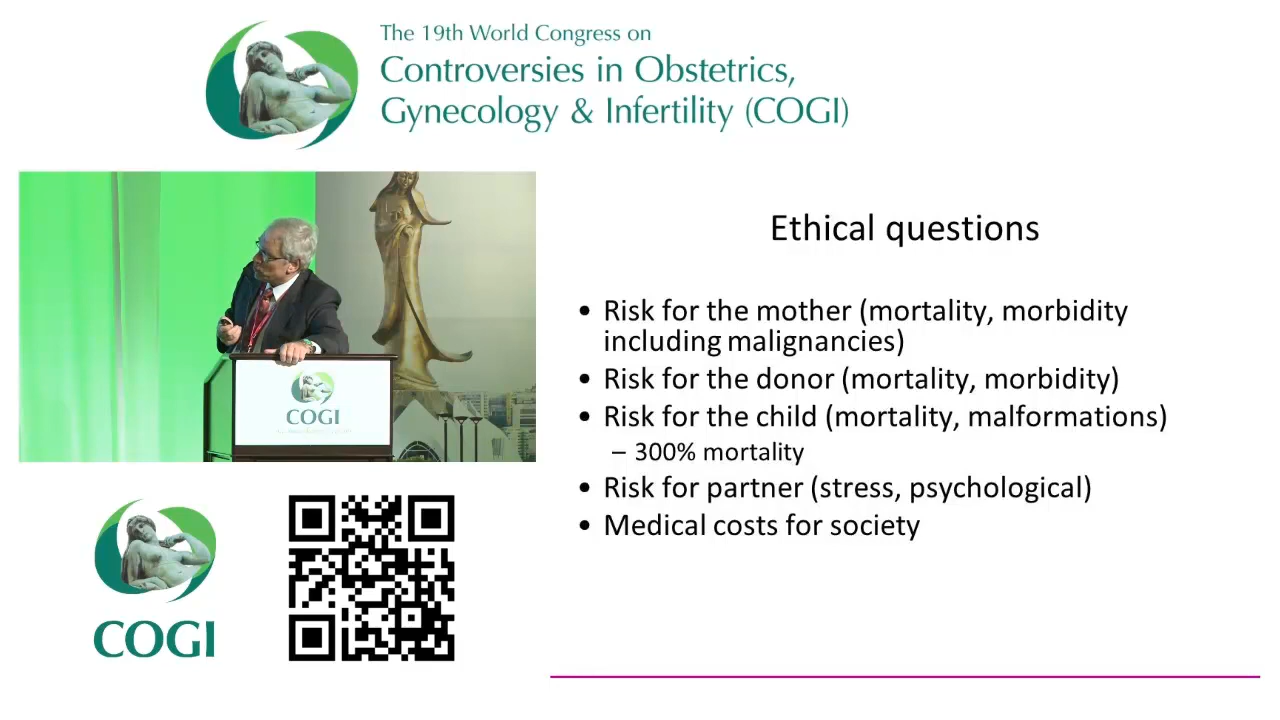 The 19th World Congress on
Controversies in Obstetrics,
Gynecology & Infertility (COGI)
Ethical questions
• Risk for the mother (mortality, morbidity
including malignancies)
• Risk for the donor (mortality, morbidity)
• Risk for the child (mortality, malformations)
– 300% mortality
• Risk for partner (stress, psychological)
• Medical costs for society
COGI
COGI